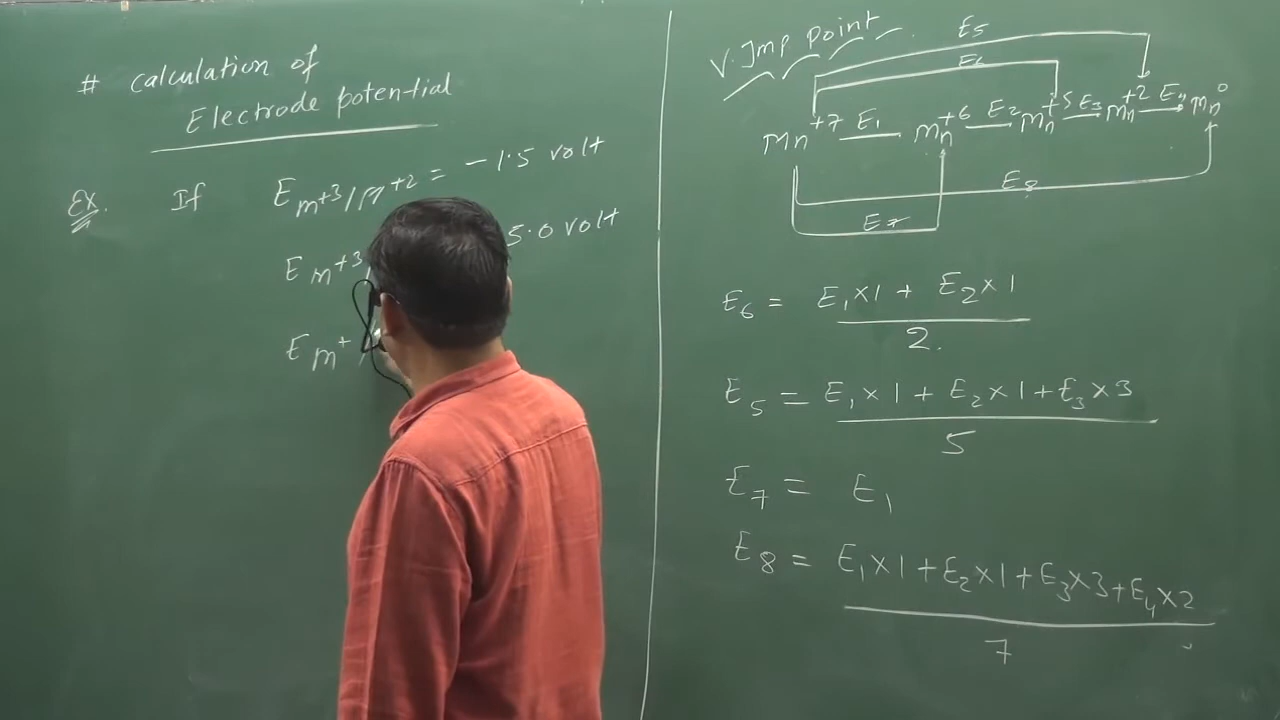 # calculation of
Electrode potential
Ex. If E m+3/m+2 = -1.5 volt
E m+3/ 5.0 volt
E m+/
V. Imp point
E5
E6
Mn+7 E1 Mn+6 E2 Mn+5 E3 Mn+2 E4 Mn0
E8
E7
E6 = E1×1 + E2×1
2.
E5 = E1×1 + E2×1 + E3×3
5
E7 = E1
E8 = E1×1 + E2×1 + E3×3 + E4×2
7